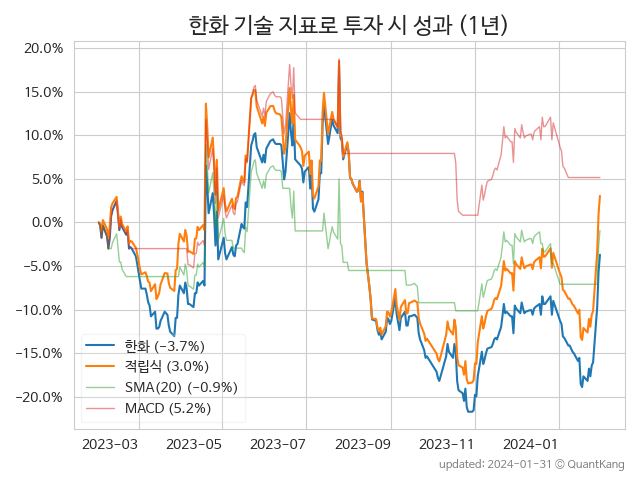 한화 기술 지표로 투자 시 성과 (1년)
20.0%
15.0%
10.0%
5.0%
0.0%
−5.0%
−10.0%
−15.0%
−20.0%
한화 (−3.7%)
적립식 (3.0%)
SMA(20) (−0.9%)
MACD (5.2%)
2023-03
2023-05
2023-07
2023-09
2023-11
2024-01
updated: 2024-01-31 © QuantKang